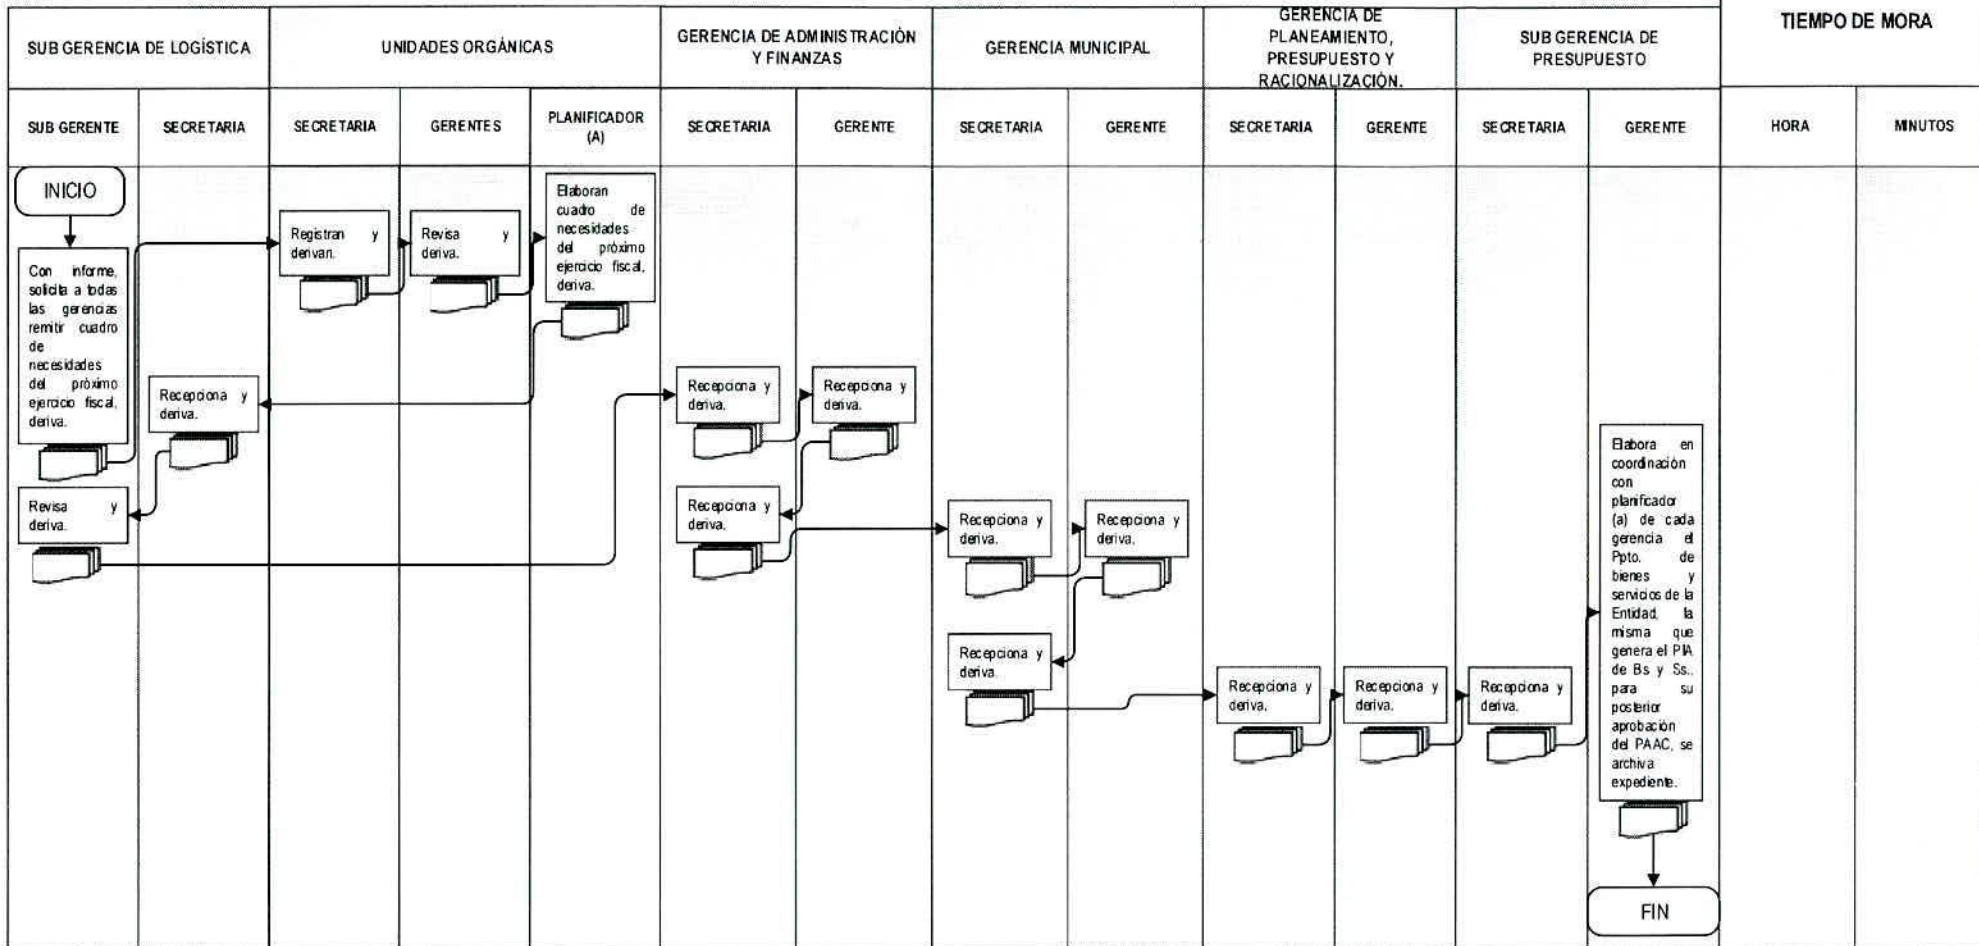 SUB GERENCIA DE LOGÍSTICA
UNIDADES ORGÁNICAS
GERENCIA DE ADMINISTRACIÓN
Y FINANZAS
GERENCIA MUNICIPAL
GERENCIA DE
PLANEAMIENTO,
PRESUPUESTO Y
RACIONALIZACIÓN.
SUB GERENCIA DE
PRESUPUESTO
TIEMPO DE MORA
SUB GERENTE
SECRETARIA
SECRETARIA
GERENTES
PLANIFICADOR
(A)
SECRETARIA
GERENTE
SECRETARIA
GERENTE
SECRETARIA
GERENTE
SECRETARIA
GERENTE
HORA
MINUTOS
INICIO
Con informe,
solicita a todas
las gerencias
remitir cuadro
de
necesidades
del próximo
ejercicio fiscal,
deriva.
Registran y
derivan.
Revisa y
deriva.
Elaboran
cuadro de
necesidades
del próximo
ejercicio fiscal,
deriva.
Recepciona y
deriva.
Revisa y
deriva.
Recepciona y
deriva.
Recepciona y
deriva.
Recepciona y
deriva.
Recepciona y
deriva.
Recepciona y
deriva.
Recepciona y
deriva.
Recepciona y
deriva.
Recepciona y
deriva.
Recepciona y
deriva.
Elabora en
coordinación
con
planificador
(a) de cada
gerencia el
Ppto. de
bienes y
servicios de la
Entidad, la
misma que
genera el PIA
de Bs y Ss.,
para su
posterior
aprobación
del PAAC, se
archiva
expediente.
FIN